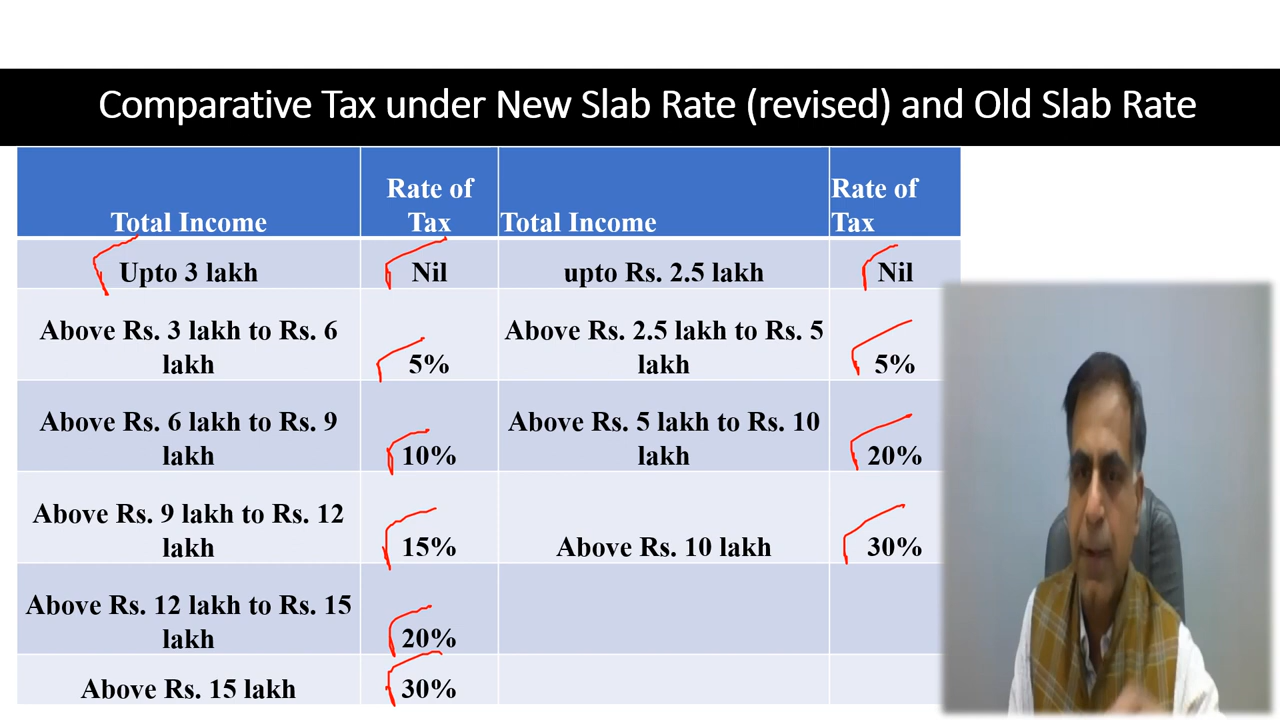 Comparative Tax under New Slab Rate (revised) and Old Slab Rate
Total Income
Rate of
Tax
Total Income
Rate of
Tax
Upto 3 lakh
Nil
upto Rs. 2.5 lakh
Nil
Above Rs. 3 lakh to Rs. 6
lakh
5%
Above Rs. 2.5 lakh to Rs. 5
lakh
5%
Above Rs. 6 lakh to Rs. 9
lakh
10%
Above Rs. 5 lakh to Rs. 10
lakh
20%
Above Rs. 9 lakh to Rs. 12
lakh
15%
Above Rs. 10 lakh
30%
Above Rs. 12 lakh to Rs. 15
lakh
20%
Above Rs. 15 lakh
30%